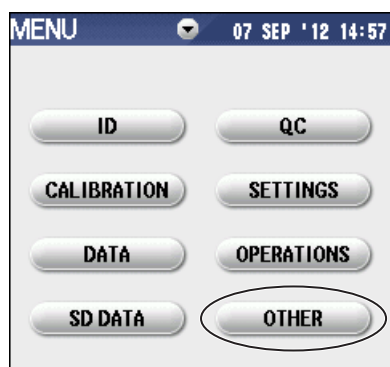 MENU 07 SEP '12 14:57
ID QC
CALIBRATION SETTINGS
DATA OPERATIONS
SD DATA OTHER